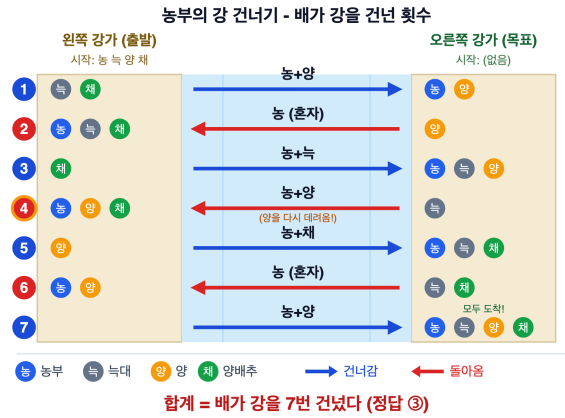 농부의 강 건너기 - 배가 강을 건넌 횟수
왼쪽 강가 (출발)
오른쪽 강가 (목표)
시작: 농 늑 양 채
시작: (없음)
1 늑 채 농+양 농 양
2 농 늑 채 농 (혼자) 양
3 채 농+늑 농 늑 양
4 농 양 채 농+양 늑
(양을 다시 데려옴!)
5 양 농+채 농 늑 채
6 농 양 농 (혼자) 늑 채
모두 도착!
7 농+양 농 늑 양 채
농 농부 늑 늑대 양 양 채 양배추 건너감 돌아옴
합계 = 배가 강을 7번 건넜다 (정답 ③)